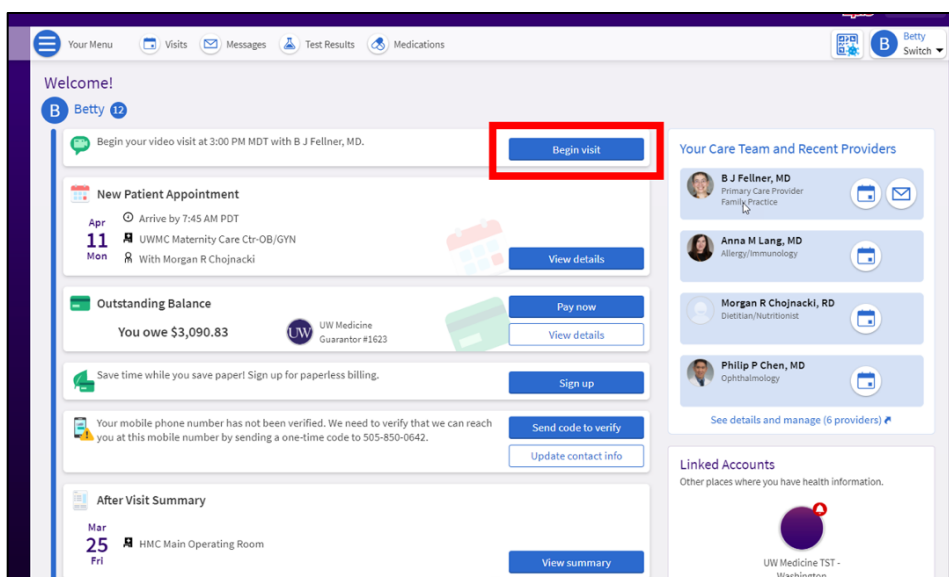 Your Menu
Visits
Messages
Test Results
Medications
B
Betty
Switch
Welcome!
B Betty 12
Begin your video visit at 3:00 PM MDT with B J Fellner, MD.
Begin visit
New Patient Appointment
Apr
11
Mon
Arrive by 7:45 AM PDT
UWMC Maternity Care Ctr-OB/GYN
With Morgan R Chojnacki
View details
Outstanding Balance
You owe $3,090.83
UW
UW Medicine
Guarantor #1623
Pay now
View details
Save time while you save paper! Sign up for paperless billing.
Sign up
Your mobile phone number has not been verified. We need to verify that we can reach
you at this mobile number by sending a one-time code to 505-850-0642.
Send code to verify
Update contact info
After Visit Summary
Mar
25
Fri
HMC Main Operating Room
View summary
Your Care Team and Recent Providers
B J Fellner, MD
Primary Care Provider
Family Practice
Anna M Lang, MD
Allergy/Immunology
Morgan R Chojnacki, RD
Dietitian/Nutritionist
Philip P Chen, MD
Ophthalmology
See details and manage (6 providers)
Linked Accounts
Other places where you have health information.
UW Medicine TST -
Washington